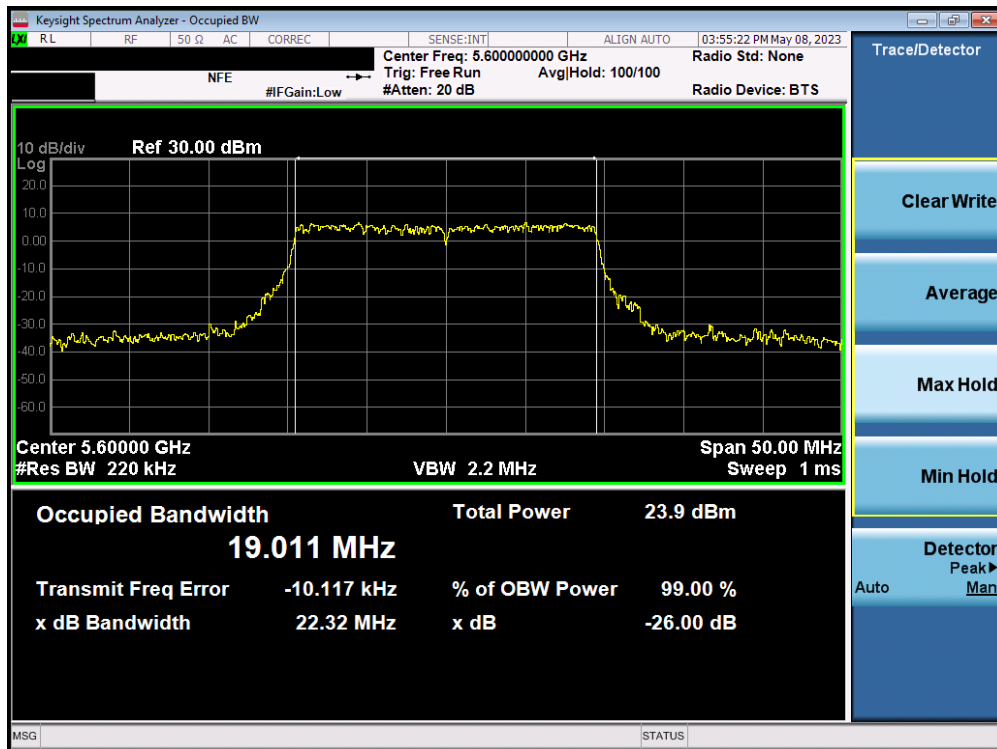 Keysight Spectrum Analyzer - Occupied BW
LXI RL RF 50 Ω AC CORREC SENSE:INT ALIGN AUTO 03:55:22 PM May 08, 2023
Center Freq: 5.600000000 GHz Radio Std: None
NFE Trig: Free Run Avg|Hold: 100/100
#IFGain:Low #Atten: 20 dB Radio Device: BTS
Trace/Detector
10 dB/div Ref 30.00 dBm
Log
20.0
10.0
0.00
-10.0
-20.0
-30.0
-40.0
-50.0
-60.0
Center 5.60000 GHz Span 50.00 MHz
#Res BW 220 kHz VBW 2.2 MHz Sweep 1 ms
Occupied Bandwidth Total Power 23.9 dBm
19.011 MHz
Transmit Freq Error -10.117 kHz % of OBW Power 99.00 %
x dB Bandwidth 22.32 MHz x dB -26.00 dB
Clear Write
Average
Max Hold
Min Hold
Detector
Peak▶
Auto Man
MSG STATUS